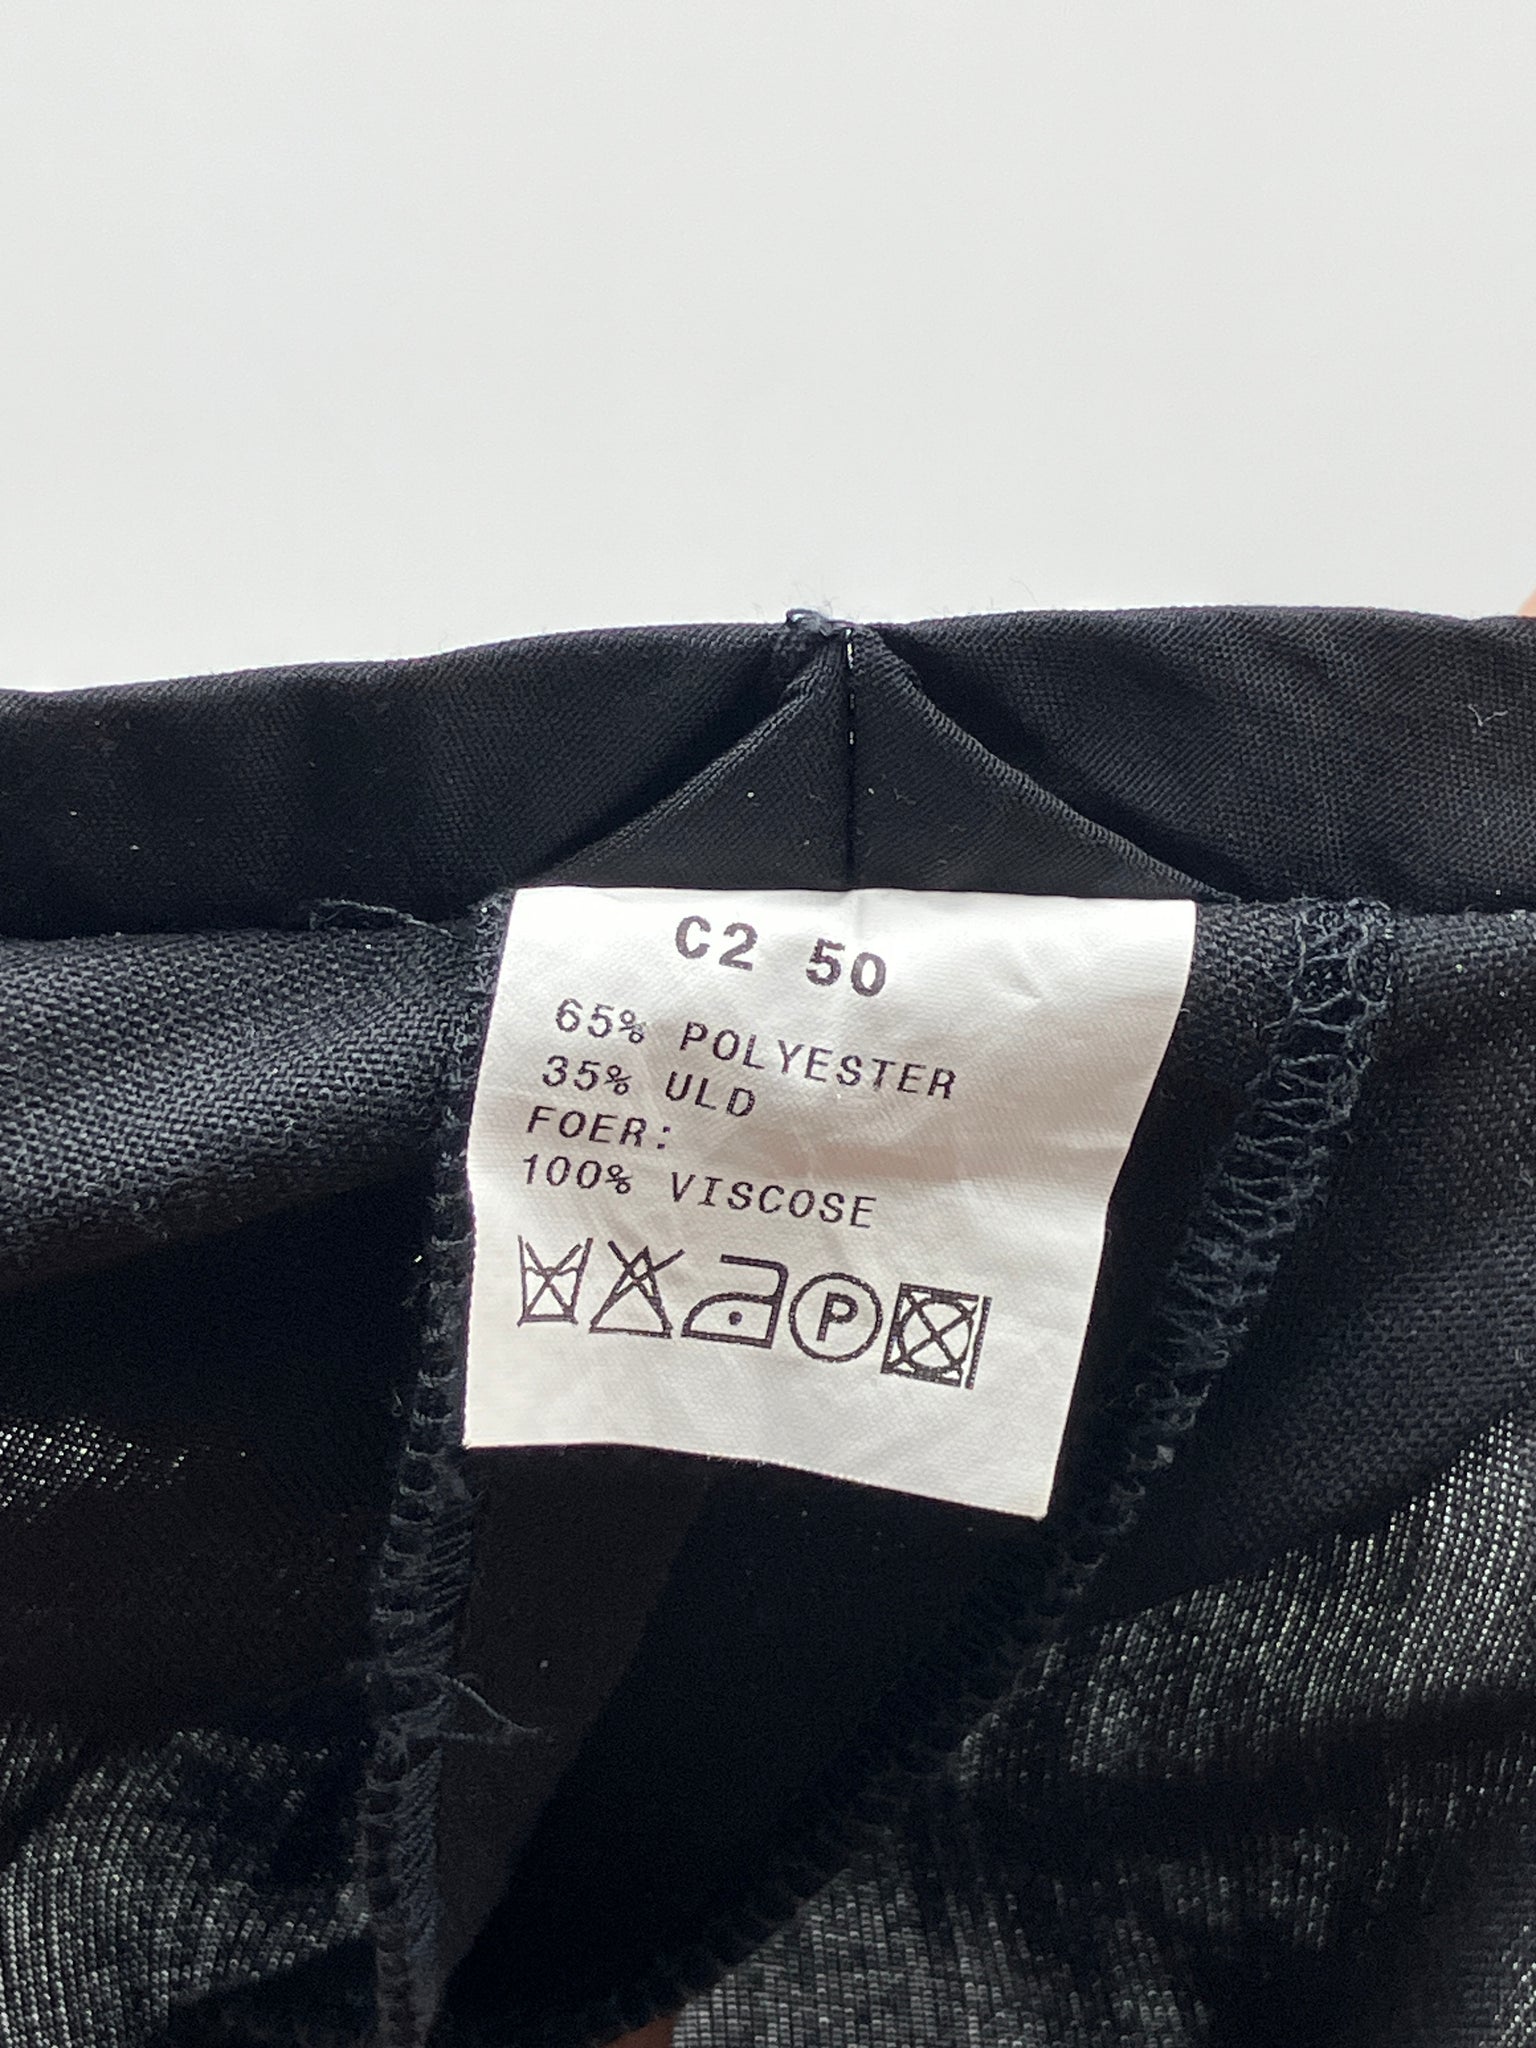 C2 50
65% POLYESTER
35% ULD
FOER:
100% VISCOSE
P